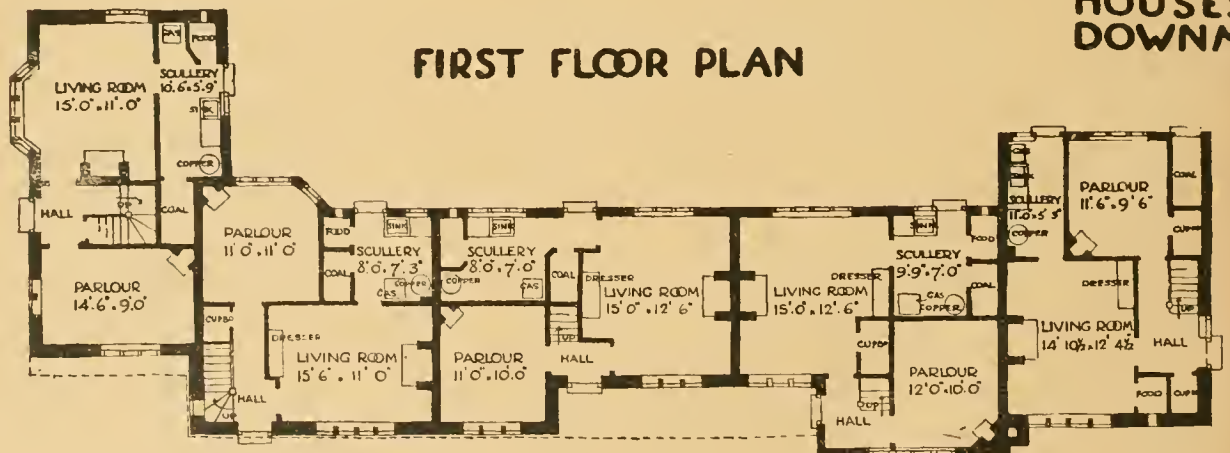 HOUSES
DOWN
FIRST FLOOR PLAN
LIVING ROOM
15'.0" × 11'.0"
GAS
FOOD
SCULLERY
10'.6" × 5'.9"
SINK
COPPER
UP
HALL
COAL
PARLOUR
14'.6" × 9'.0"
PARLOUR
11'.0" × 11'.0"
FOOD
COAL
SCULLERY
8'.0" × 7'.3"
SINK
GAS
COPPER
CUPBD
DRESSER
LIVING ROOM
15'.6" × 11'.0"
HALL
UP
SCULLERY
8'.0" × 7'.0"
SINK
COPPER
GAS
COAL
DRESSER
LIVING ROOM
15'.0" × 12'.6"
PARLOUR
11'.0" × 10'.0"
UP
HALL
LIVING ROOM
15'.0" × 12'.6"
DRESSER
SINK
SCULLERY
9'.9" × 7'.0"
GAS
COPPER
FOOD
COAL
CUPBD
UP
HALL
PARLOUR
12'.0" × 10'.0"
SINK
SCULLERY
11'.0" × 5'.3"
COPPER
PARLOUR
11'.6" × 9'.6"
COAL
CUPBD
DRESSER
UP
LIVING ROOM
14'.10½" × 12'.4½"
HALL
FOOD
CUPBD